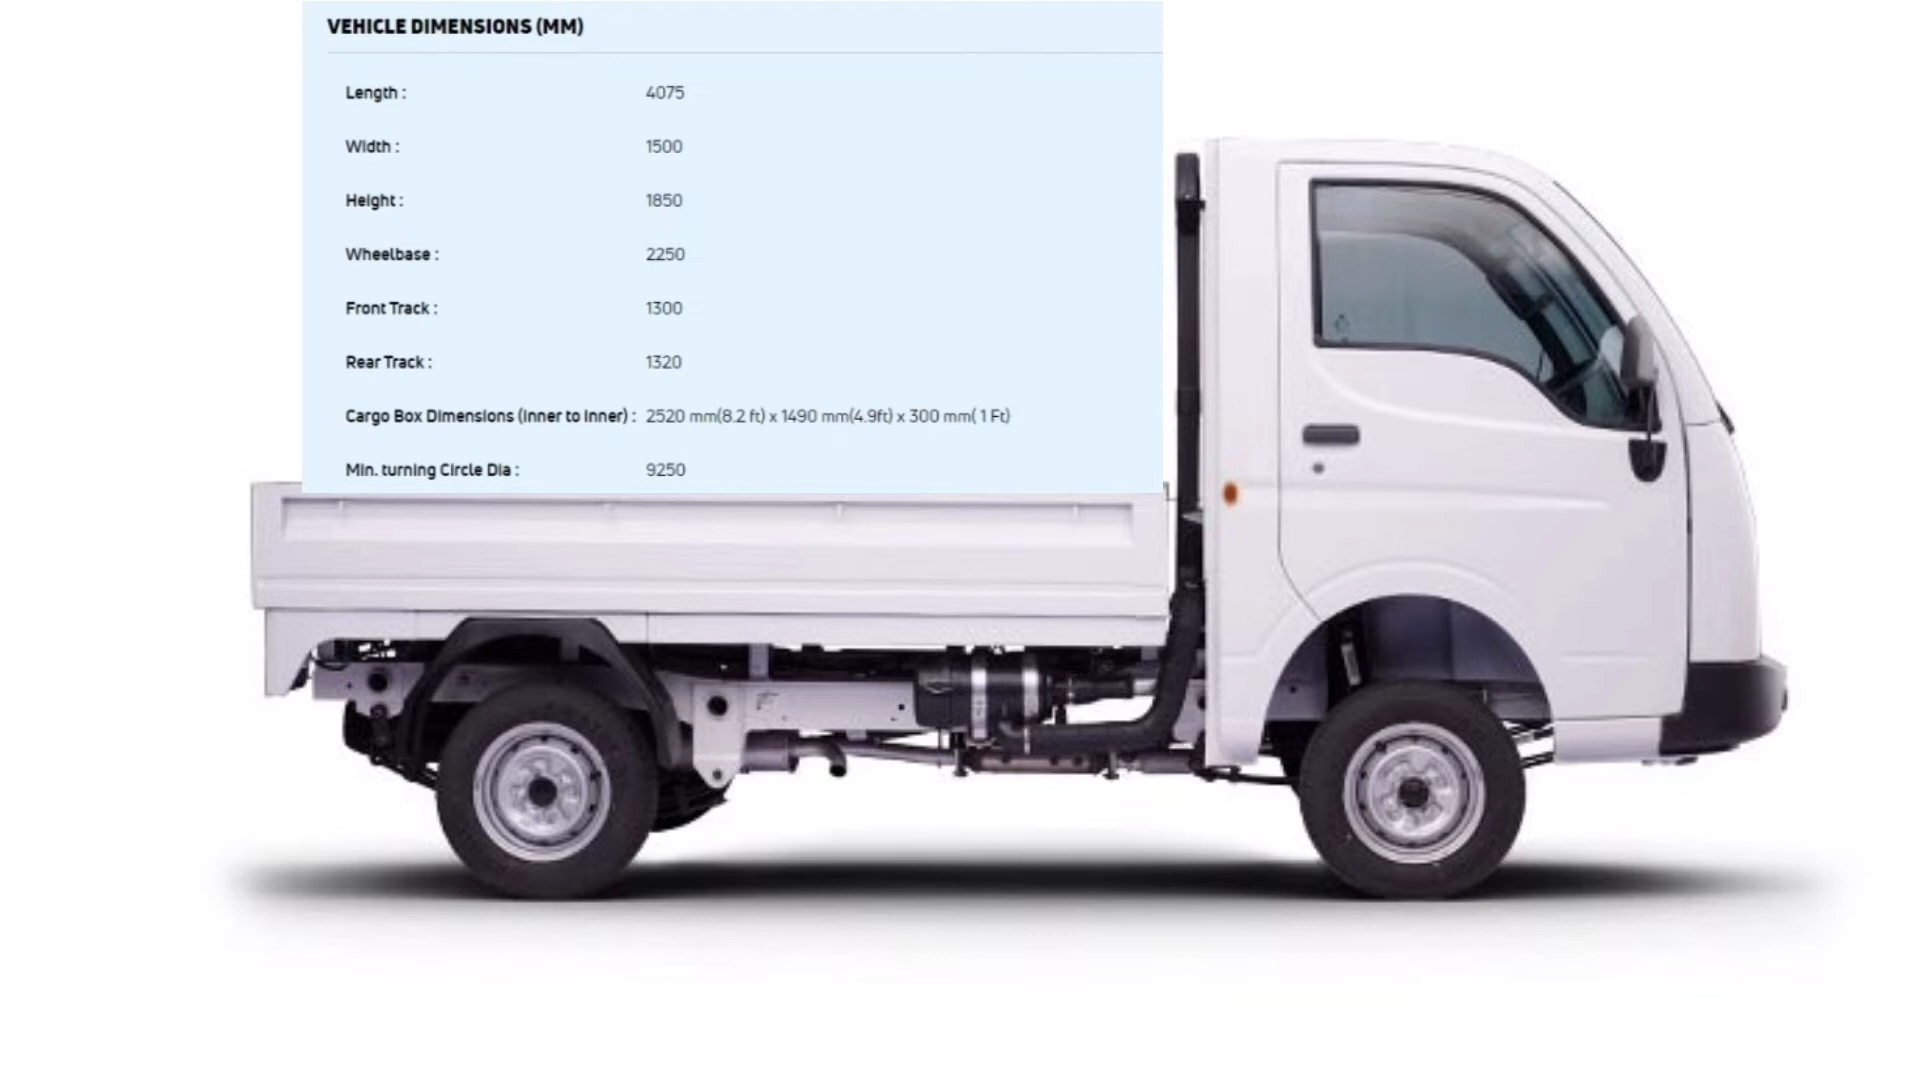 VEHICLE DIMENSIONS (MM)
Length : 4075
Width : 1500
Height : 1850
Wheelbase : 2250
Front Track : 1300
Rear Track : 1320
Cargo Box Dimensions (inner to inner) : 2520 mm(8.2 ft) x 1490 mm(4.9ft) x 300 mm( 1 Ft)
Min. turning Circle Dia : 9250